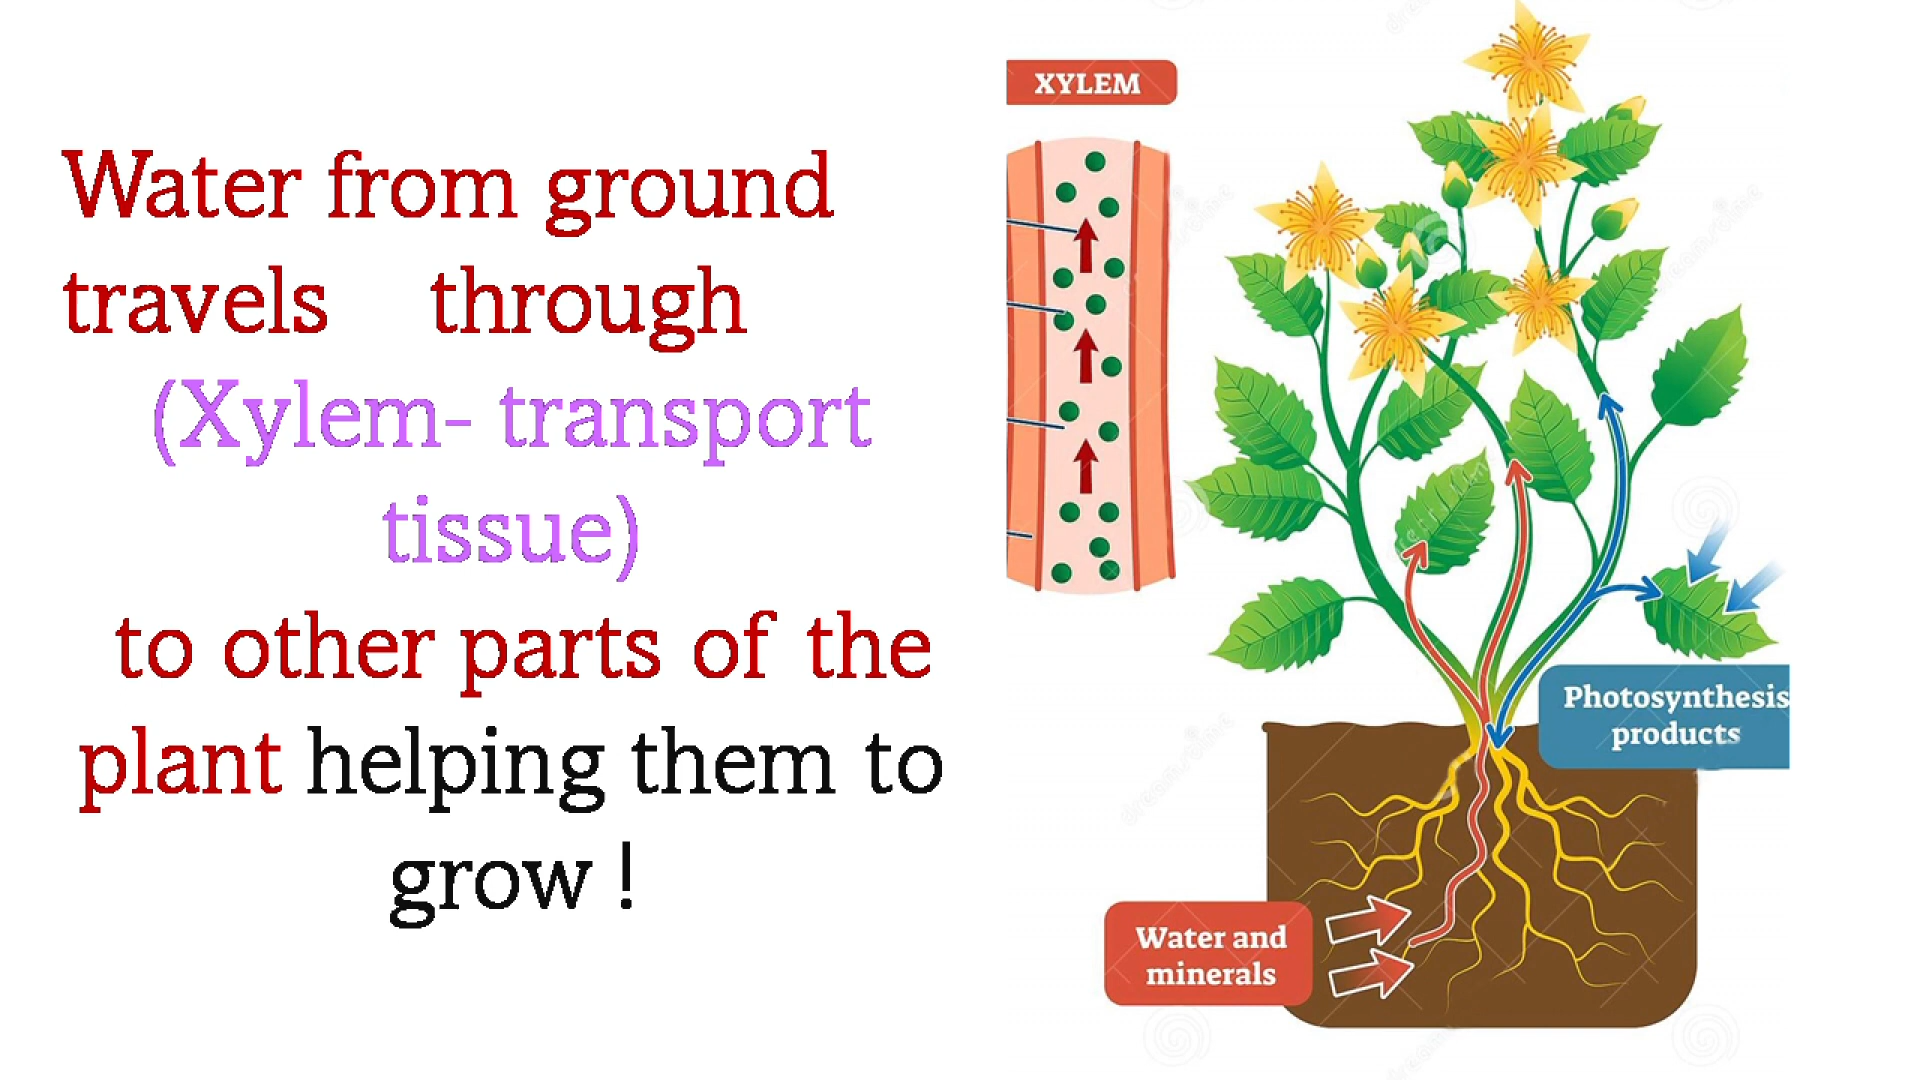 Water from ground
travels through
(Xylem- transport
tissue)
to other parts of the
plant helping them to
grow !
XYLEM
Photosynthesis
products
Water and
minerals